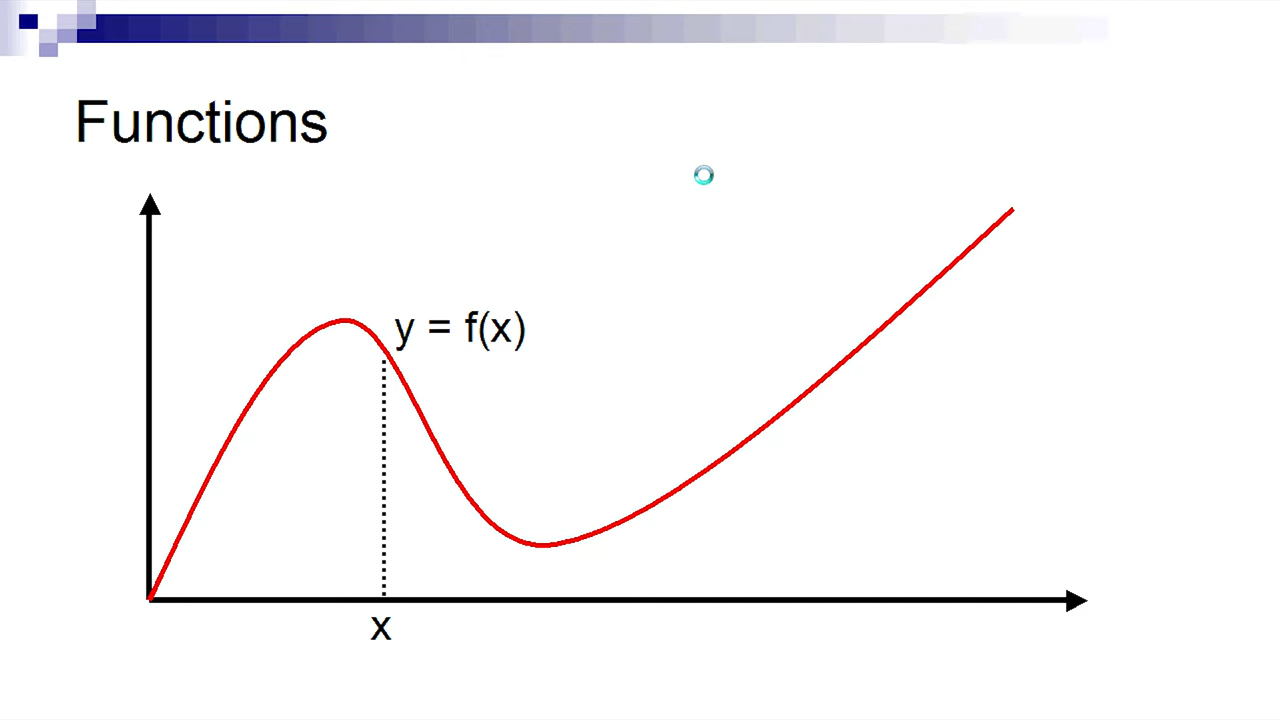 Functions
y = f(x)
x